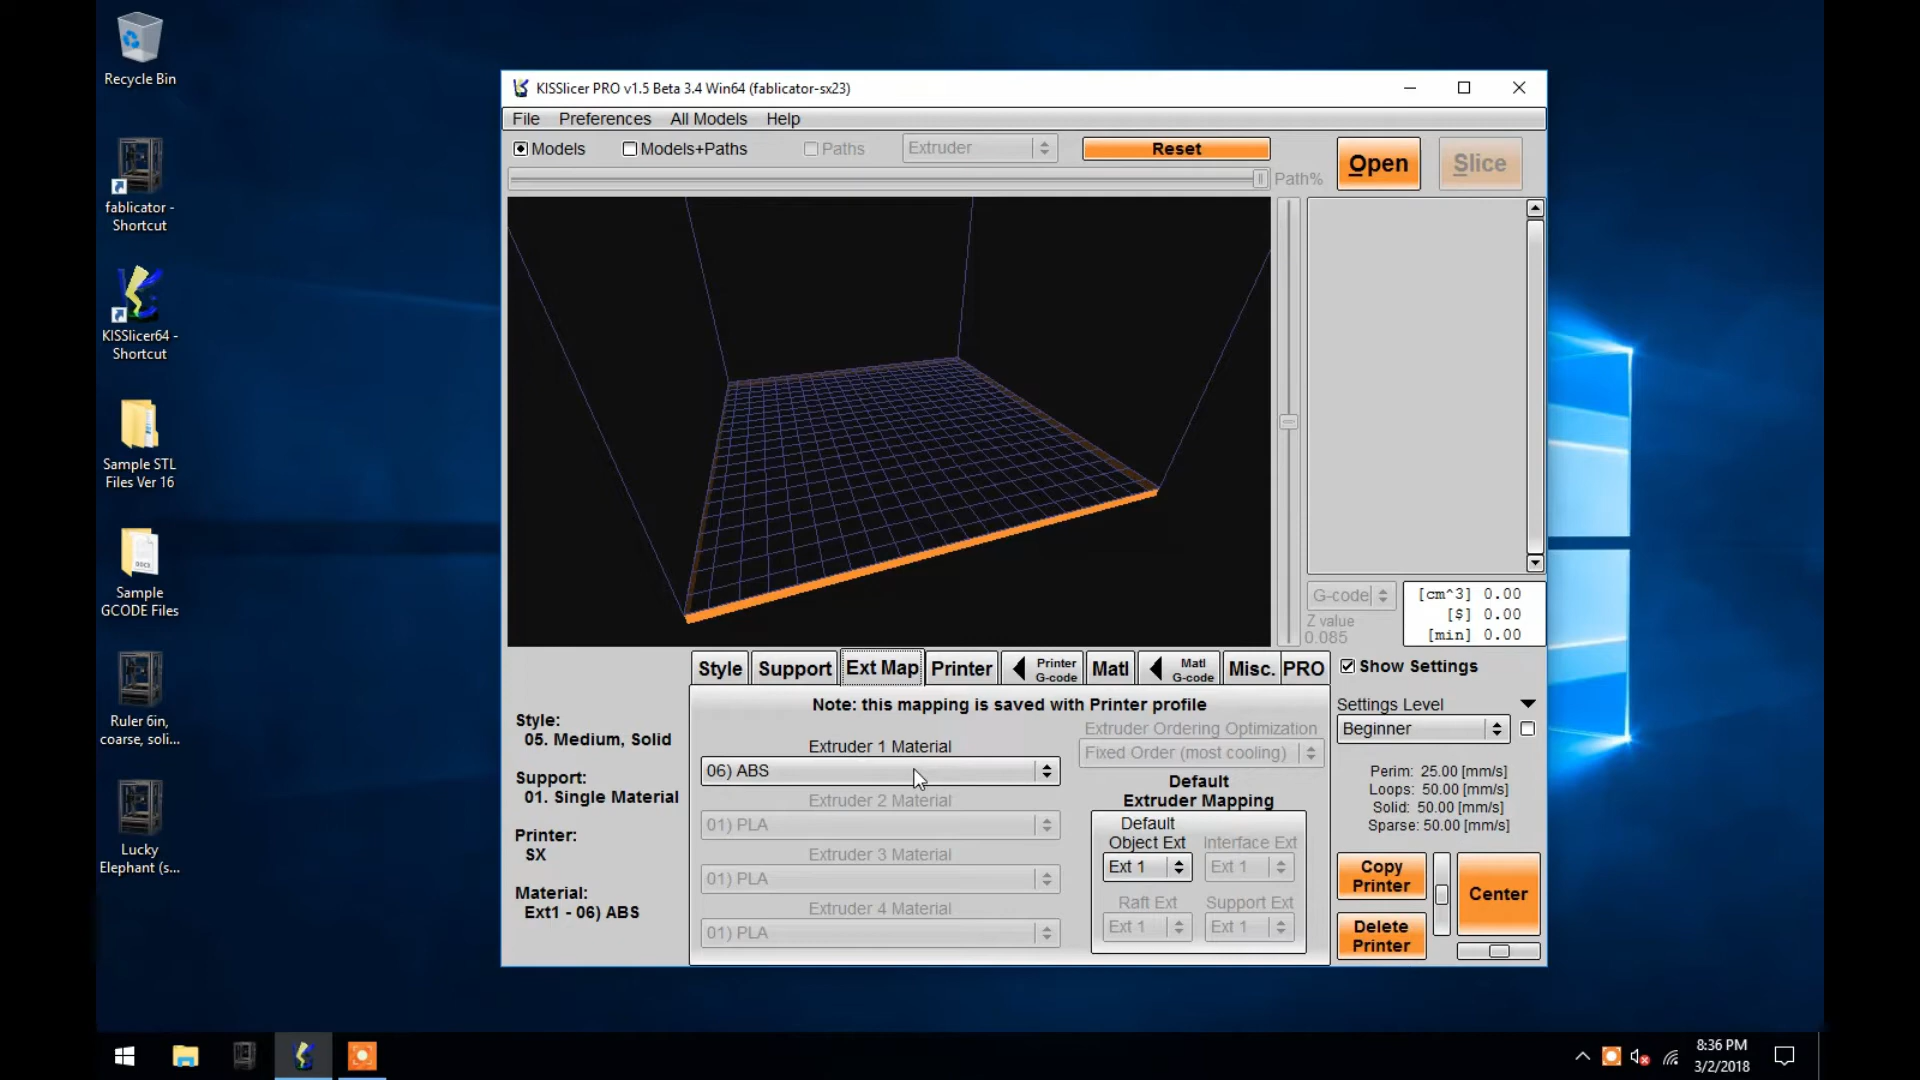 Recycle Bin
fablicator -
Shortcut
KISSlicer64 -
Shortcut
Sample STL
Files Ver 16
DOCX
Sample
GCODE Files
Ruler 6in,
coarse, soli...
Lucky
Elephant (s...
KISSlicer PRO v1.5 Beta 3.4 Win64 (fablicator-sx23)
File Preferences All Models Help
Models Models+Paths Paths Extruder Reset
Path%
Open Slice
G-code
Z value
0.085
[cm^3] 0.00
[$] 0.00
[min] 0.00
Style Support Ext Map Printer Printer G-code Matl Matl G-code Misc. PRO
Show Settings
Style:
05. Medium, Solid
Support:
01. Single Material
Printer:
SX
Material:
Ext1 - 06) ABS
Note: this mapping is saved with Printer profile
Extruder 1 Material
06) ABS
Extruder 2 Material
01) PLA
Extruder 3 Material
01) PLA
Extruder 4 Material
01) PLA
Extruder Ordering Optimization
Fixed Order (most cooling)
Default
Extruder Mapping
Default
Object Ext Interface Ext
Ext 1 Ext 1
Raft Ext Support Ext
Ext 1 Ext 1
Settings Level
Beginner
Perim: 25.00 [mm/s]
Loops: 50.00 [mm/s]
Solid: 50.00 [mm/s]
Sparse: 50.00 [mm/s]
Copy
Printer
Delete
Printer
Center
8:36 PM
3/2/2018